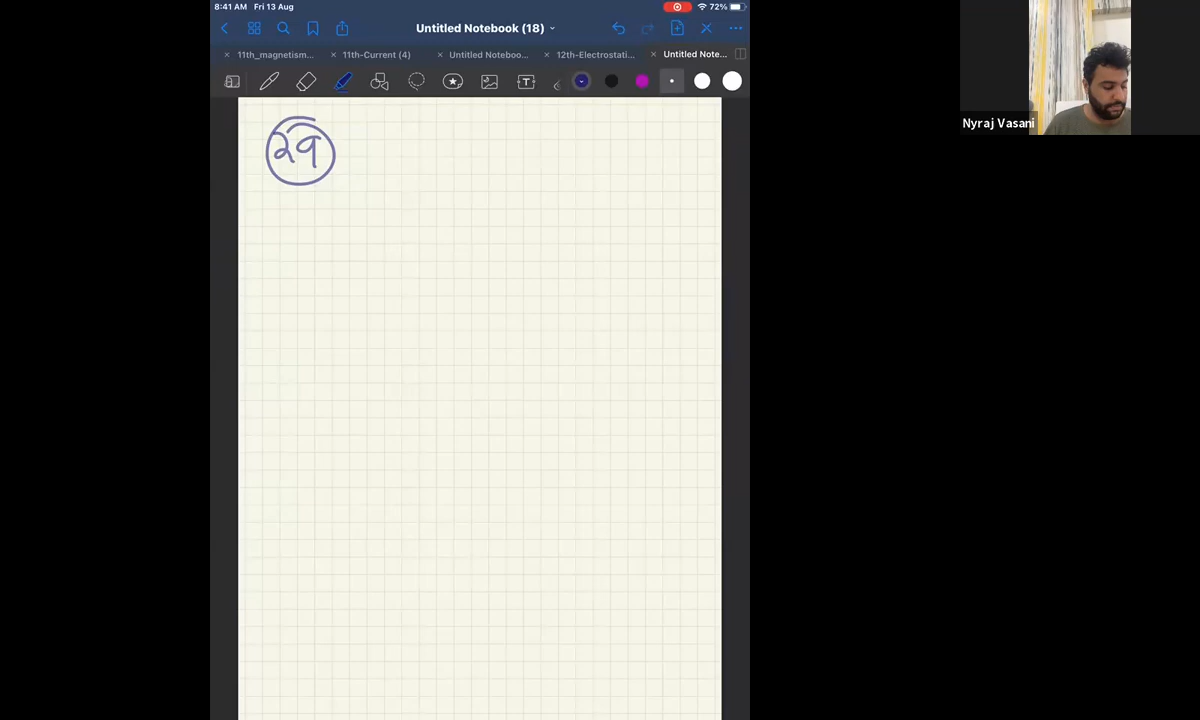 8:41 AM Fri 13 Aug
72%
Untitled Notebook (18)
11th_magnetism...
11th-Current (4)
Untitled Noteboo...
12th-Electrostati...
Untitled Note...
T
29
Nyraj Vasani